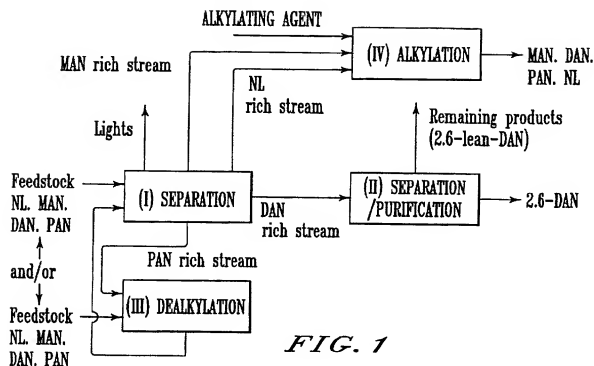 ALKYLATING AGENT
MAN rich stream
(IV) ALKYLATION
MAN. DAN.
PAN. NL
NL
rich stream
Lights
Remaining products
(2.6-lean-DAN)
Feedstock
NL. MAN.
DAN. PAN
(I) SEPARATION
DAN
rich stream
(II) SEPARATION
/PURIFICATION
2.6-DAN
and/or
PAN rich stream
Feedstock
NL. MAN.
DAN. PAN
(III) DEALKYLATION
FIG. 1